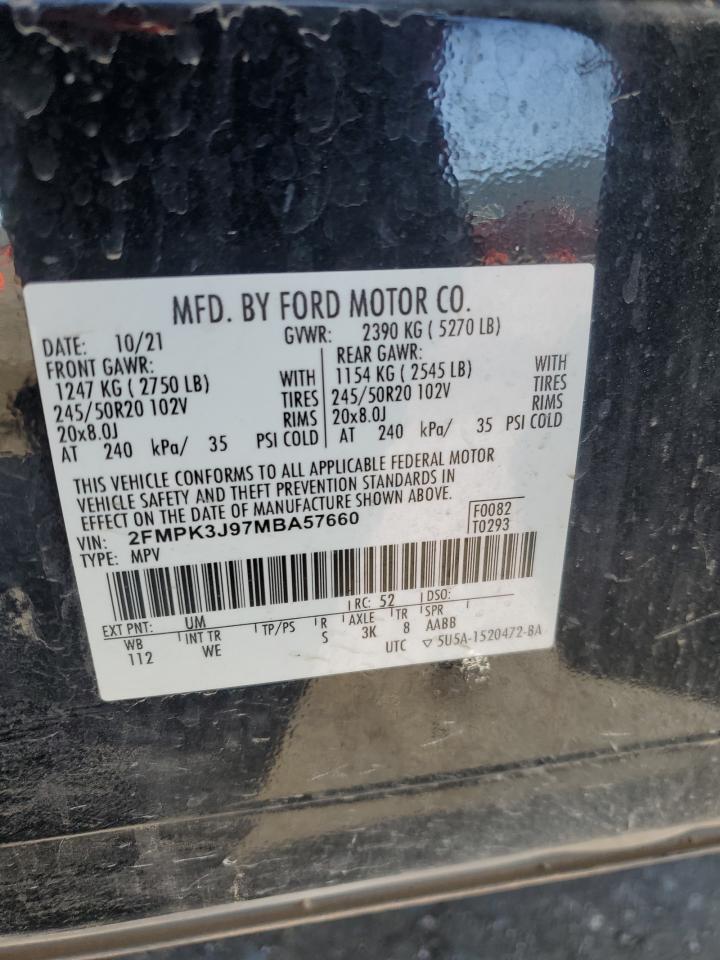 MFD. BY FORD MOTOR CO.
DATE: 10/21 GVWR: 2390 KG ( 5270 LB)
FRONT GAWR: REAR GAWR:
1247 KG ( 2750 LB) WITH 1154 KG ( 2545 LB) WITH
245/50R20 102V TIRES 245/50R20 102V TIRES
20x8.0J RIMS 20x8.0J RIMS
AT 240 kPa/ 35 PSI COLD AT 240 kPa/ 35 PSI COLD
THIS VEHICLE CONFORMS TO ALL APPLICABLE FEDERAL MOTOR
VEHICLE SAFETY AND THEFT PREVENTION STANDARDS IN
EFFECT ON THE DATE OF MANUFACTURE SHOWN ABOVE.
VIN: 2FMPK3J97MBA57660 F0082
TYPE: MPV T0293
EXT PNT: UM RC: 52 DSO:
WB INT TR TP/PS R AXLE TR SPR
112 WE S 3K 8 AABB
UTC ▽ 5U5A-1520472-BA